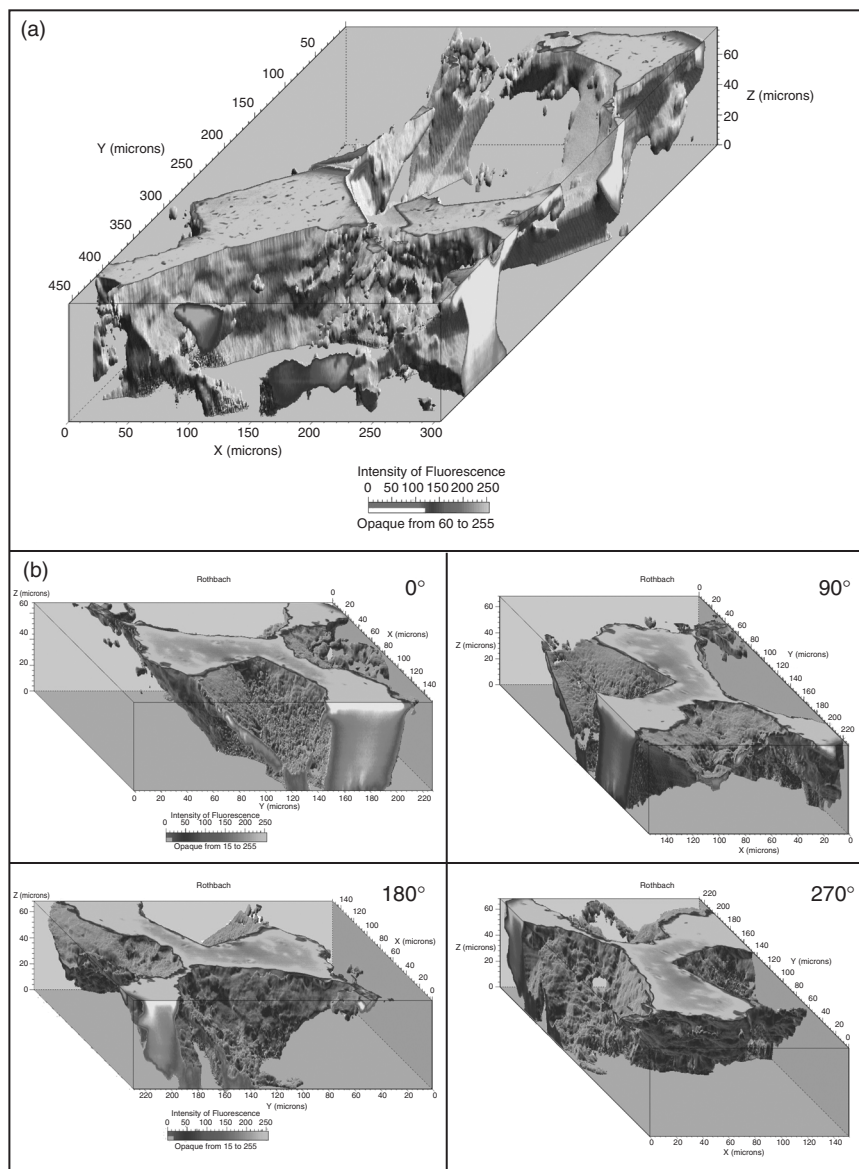 (a)
50
100
150
200
250
300
350
400
450
Y (microns)
60
40
20
0
Z (microns)
0 50 100 150 200 250 300
X (microns)
Intensity of Fluorescence
0 50 100 150 200 250
Opaque from 60 to 255
(b)
Rothbach
0°
Z (microns)
60
40
20
0
0
20
40
60
80
100
120
140
X (microns)
0 20 40 60 80 100 120 140 160 180 200 220
Y (microns)
Intensity of Fluorescence
0 50 100 150 200 250
Opaque from 15 to 255
Rothbach
90°
60
40
20
0
Z (microns)
0
20
40
60
80
100
120
140
160
180
200
220
Y (microns)
140 120 100 80 60 40 20 0
X (microns)
Rothbach
180°
Z (microns)
60
40
20
0
140
120
100
80
60
40
20
0
X (microns)
220 200 180 160 140 120 100 80 60 40 20 0
Y (microns)
Intensity of Fluorescence
0 50 100 150 200 250
Opaque from 15 to 255
Rothbach
270°
60
40
20
0
Z (microns)
220
200
180
160
140
120
100
80
60
40
20
0
Y (microns)
0 20 40 60 80 100 120 140
X (microns)